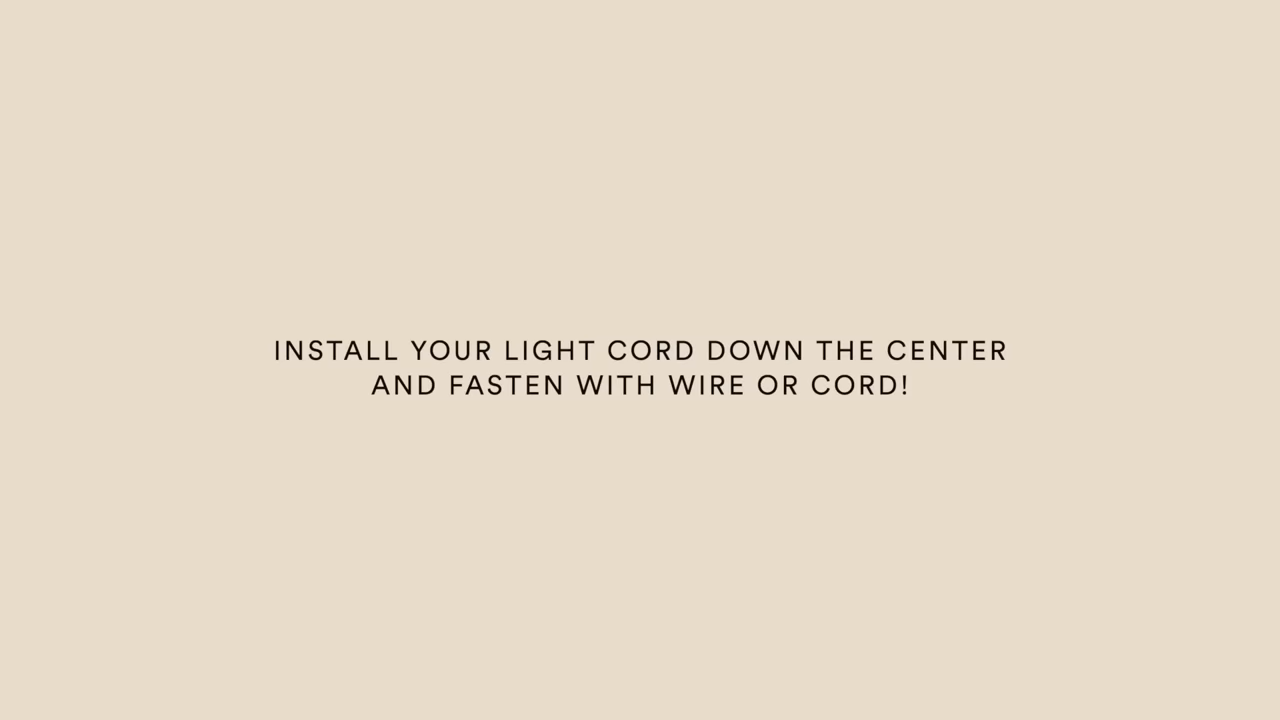 INSTALL YOUR LIGHT CORD DOWN THE CENTER
AND FASTEN WITH WIRE OR CORD!